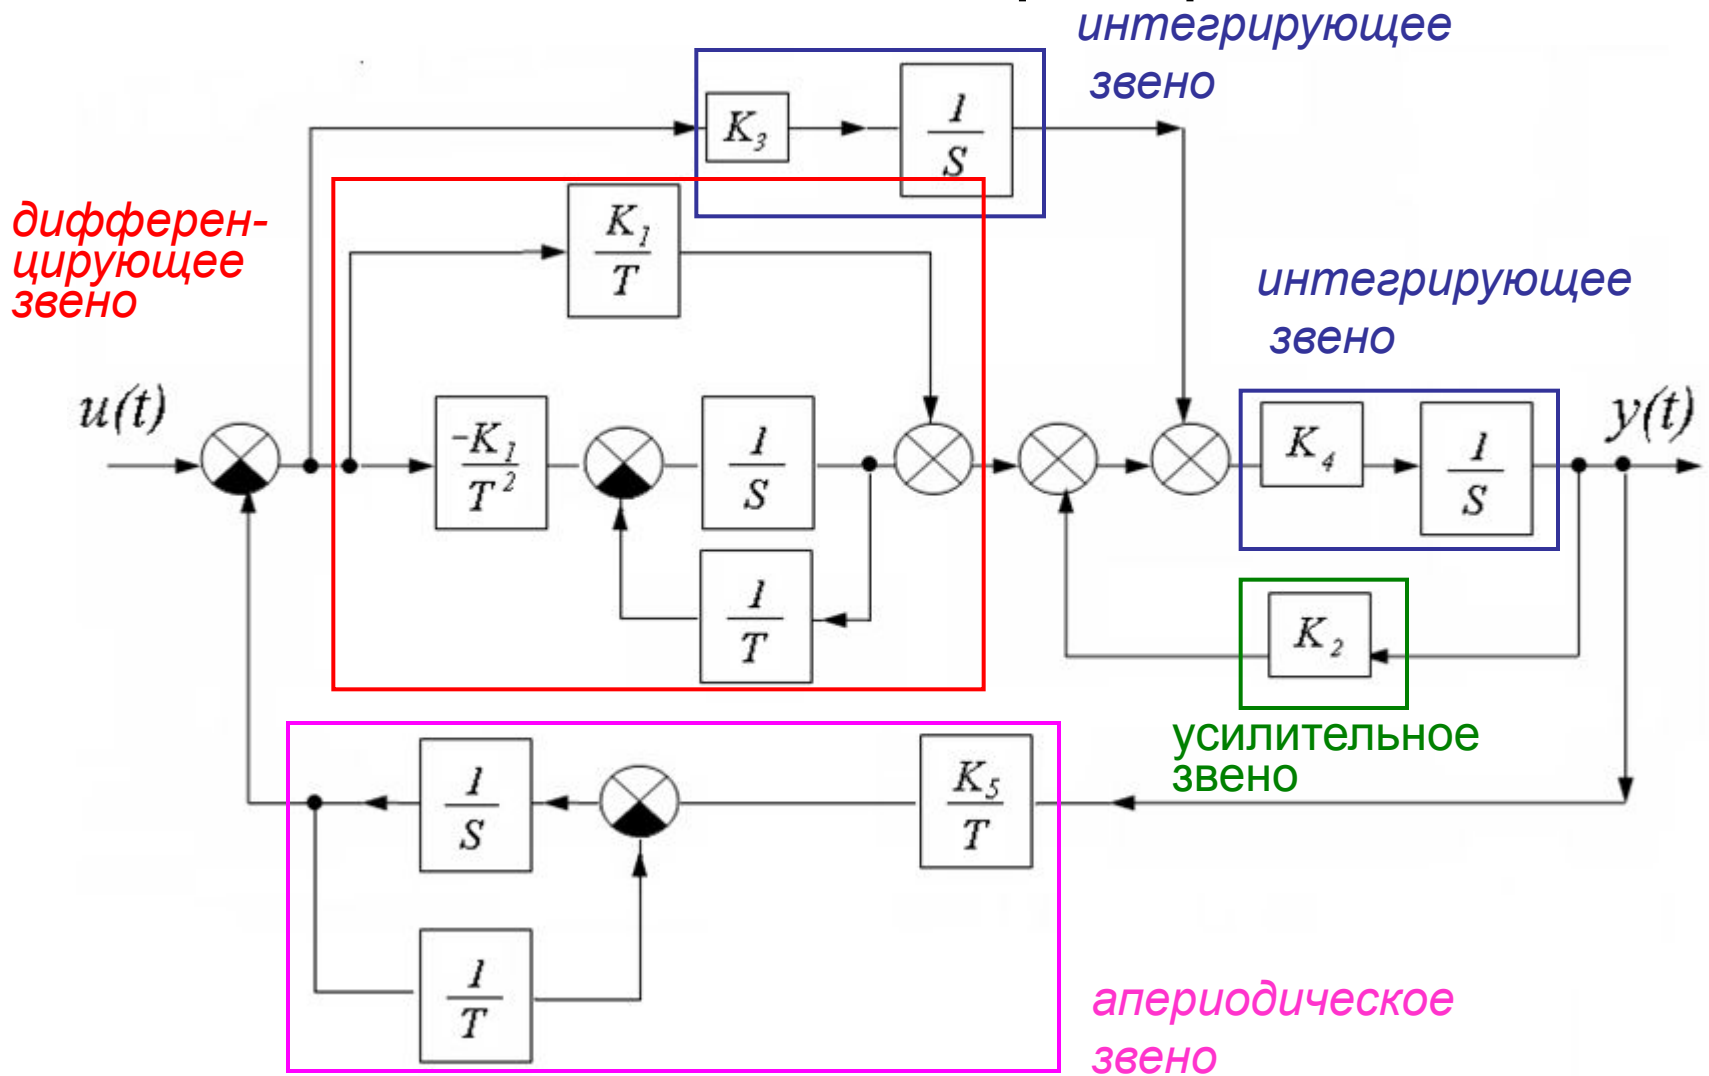 интегрирующее
звено
K3
1
S
дифферен-
цирующее
звено
K1
T
интегрирующее
звено
u(t)
-K1
T2
1
S
K4
1
S
y(t)
1
T
K2
усилительное
звено
1
S
K5
T
1
T
апериодическое
звено